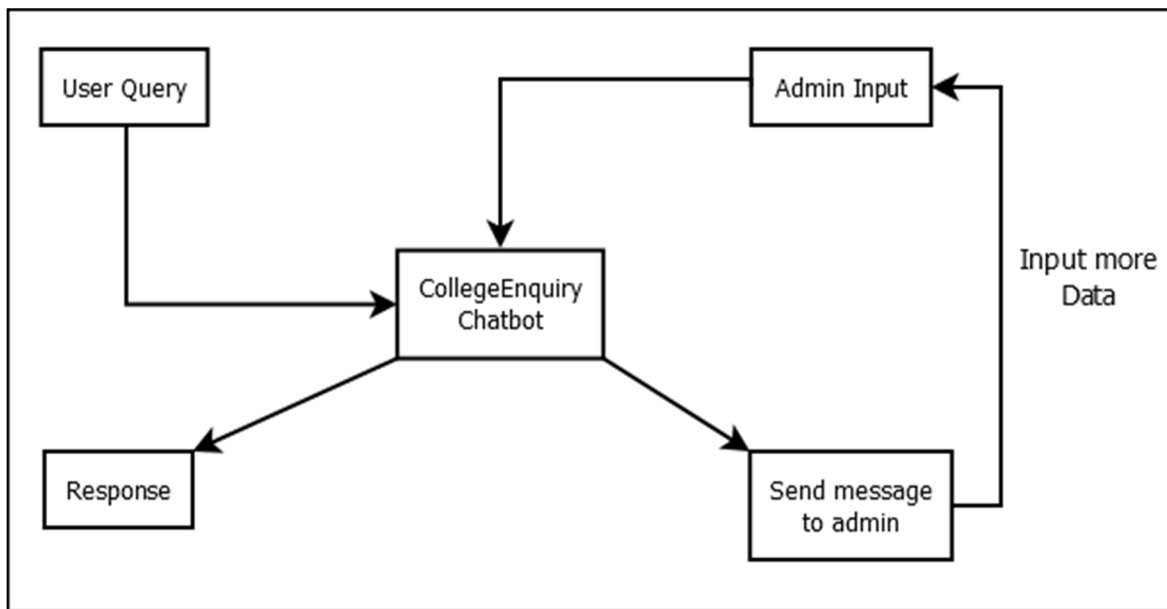 User Query
Admin Input
CollegeEnquiry
Chatbot
Input more
Data
Response
Send message
to admin